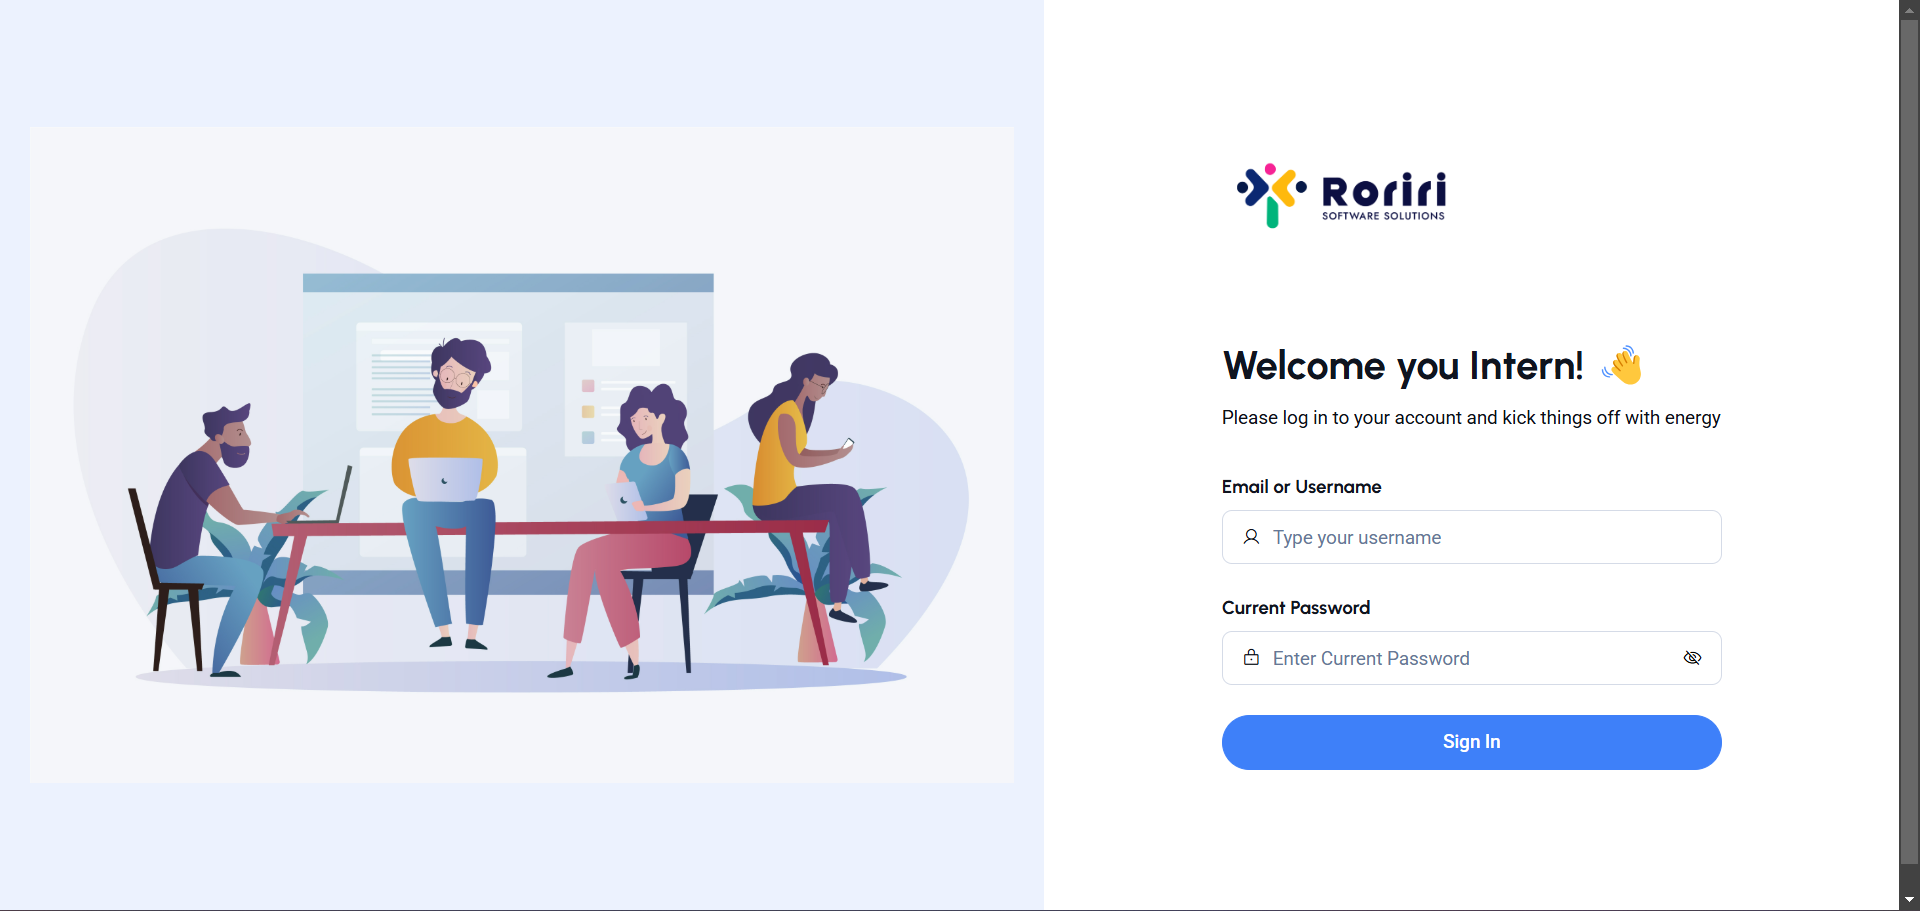 Roriri
SOFTWARE SOLUTIONS
Welcome you Intern! 👋
Please log in to your account and kick things off with energy
Email or Username
Type your username
Current Password
Enter Current Password
Sign In